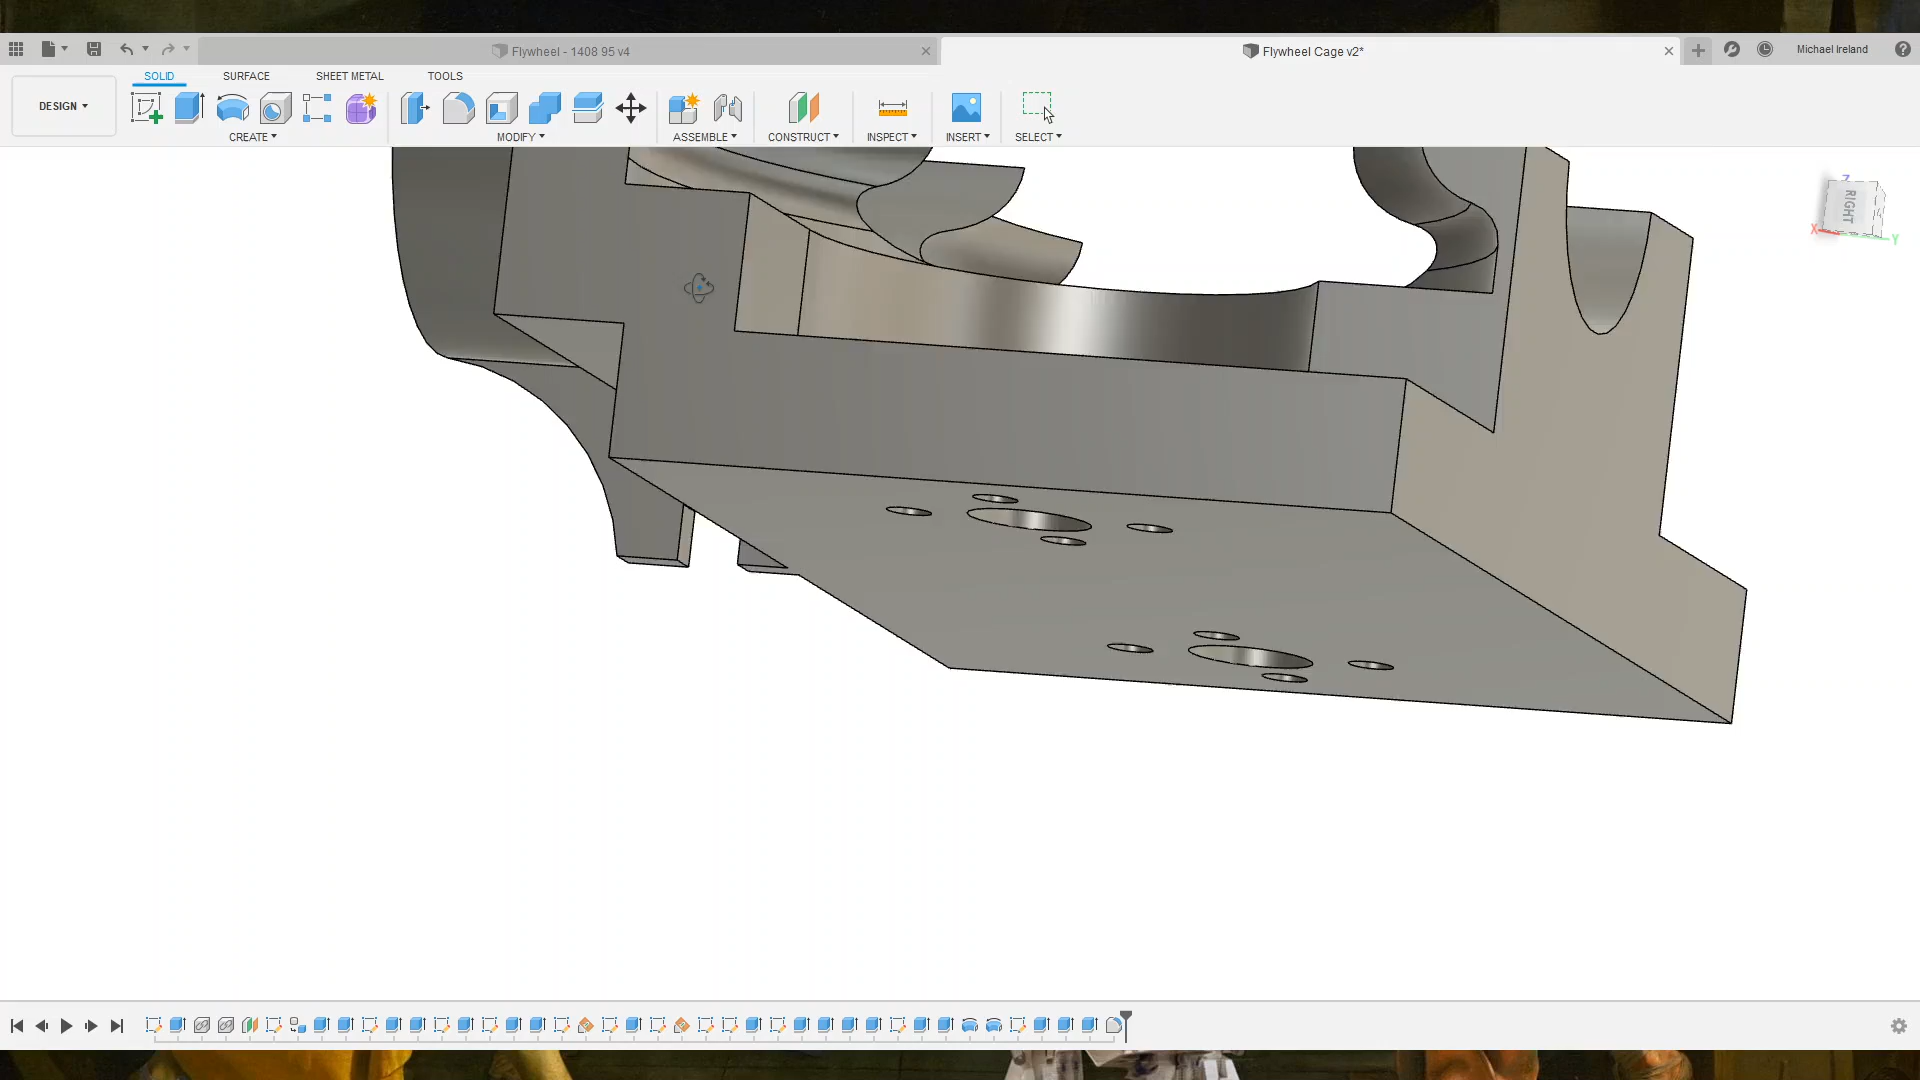 Flywheel - 1408 95 v4
Flywheel Cage v2*
Michael Ireland
SOLID
SURFACE
SHEET METAL
TOOLS
DESIGN
CREATE
MODIFY
ASSEMBLE
CONSTRUCT
INSPECT
INSERT
SELECT
Z
RIGHT
X
Y